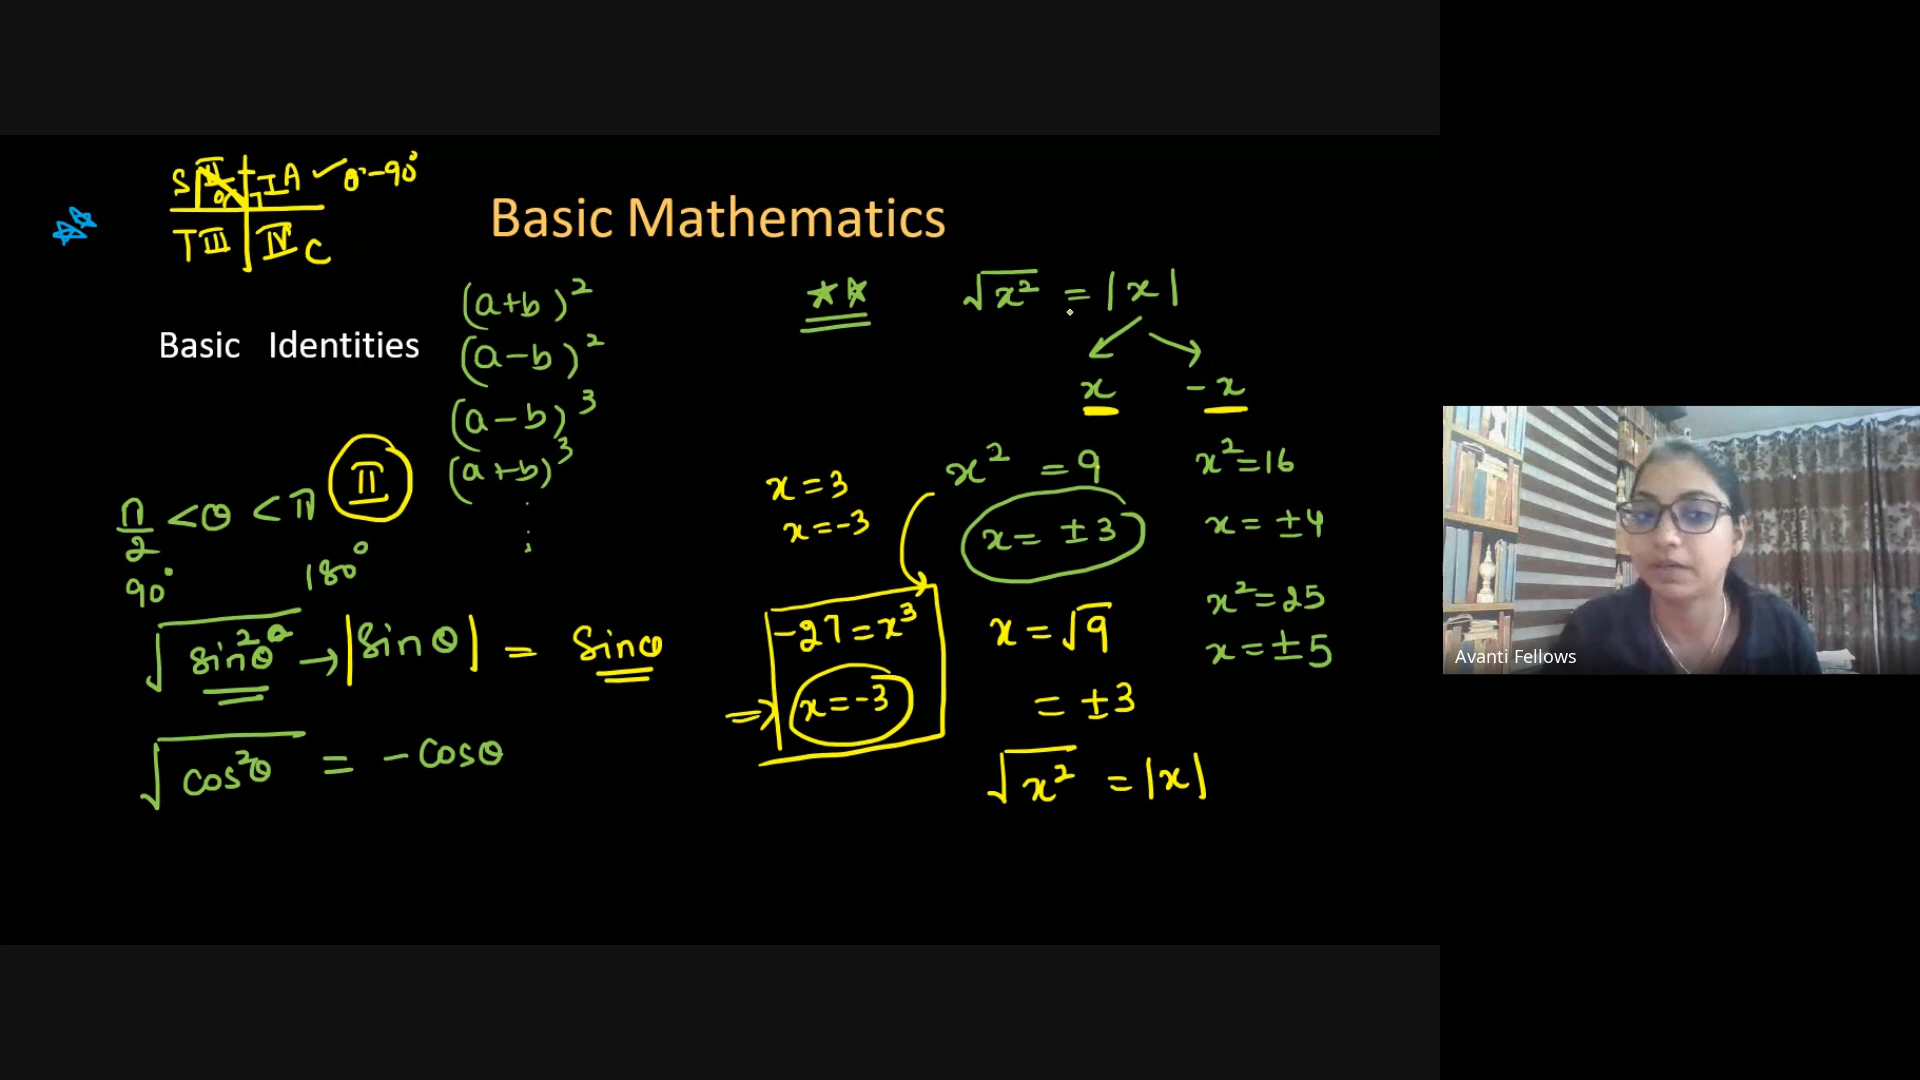 S II I A ✓ 0°-90°
T III IV C
Basic Mathematics
Basic Identities
(a+b)²
(a-b)²
(a-b)³
(a+b)³
π/2 < θ < π
II
90° 180°
√sin²θ → |sin θ| = sinθ
√cos²θ = -cosθ
√x² = |x|
x -x
x=3
x=-3
x² = 9
x = ±3
-27 = x³
⇒ x = -3
x = √9
= ±3
√x² = |x|
x²=16
x = ±4
x²=25
x = ±5
Avanti Fellows